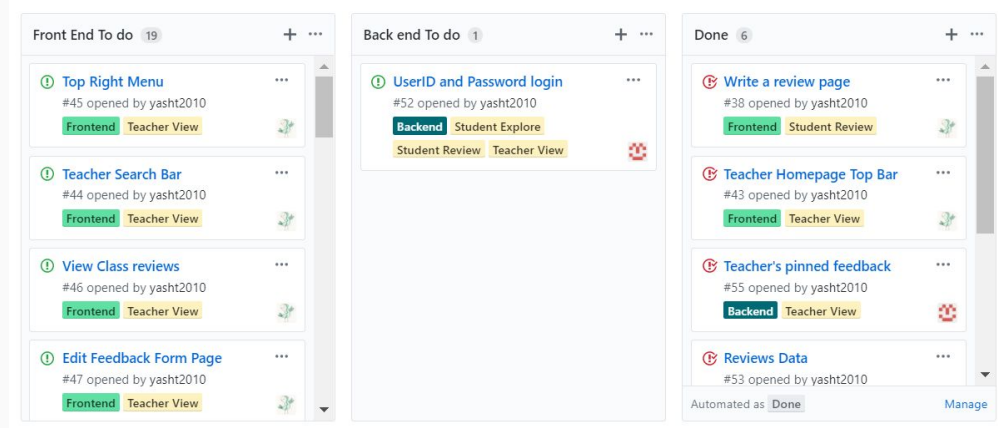 Front End To do 19
Top Right Menu
#45 opened by yasht2010
Frontend Teacher View
Teacher Search Bar
#44 opened by yasht2010
Frontend Teacher View
View Class reviews
#46 opened by yasht2010
Frontend Teacher View
Edit Feedback Form Page
#47 opened by yasht2010
Frontend Teacher View
Back end To do 1
UserID and Password login
#52 opened by yasht2010
Backend Student Explore
Student Review Teacher View
Done 6
Write a review page
#38 opened by yasht2010
Frontend Student Review
Teacher Homepage Top Bar
#43 opened by yasht2010
Frontend Teacher View
Teacher's pinned feedback
#55 opened by yasht2010
Backend Teacher View
Reviews Data
#53 opened by yasht2010
Automated as Done Manage